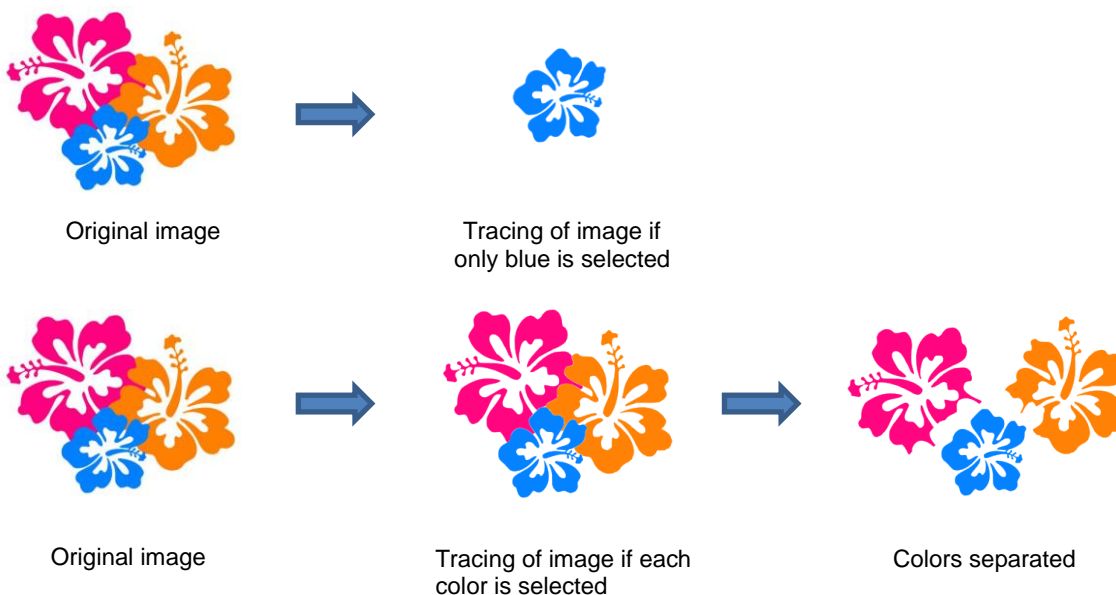 Original image
Tracing of image if
only blue is selected
Original image
Tracing of image if each
color is selected
Colors separated